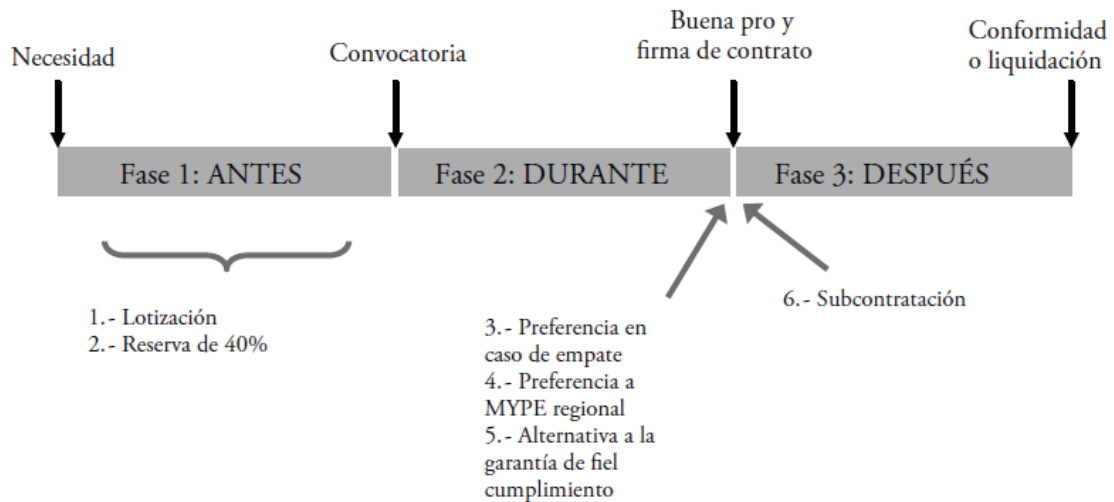 Necesidad
Convocatoria
Buena pro y
firma de contrato
Conformidad
o liquidación
Fase 1: ANTES
Fase 2: DURANTE
Fase 3: DESPUÉS
1.- Lotización
2.- Reserva de 40%
3.- Preferencia en
caso de empate
4.- Preferencia a
MYPE regional
5.- Alternativa a la
garantía de fiel
cumplimiento
6.- Subcontratación